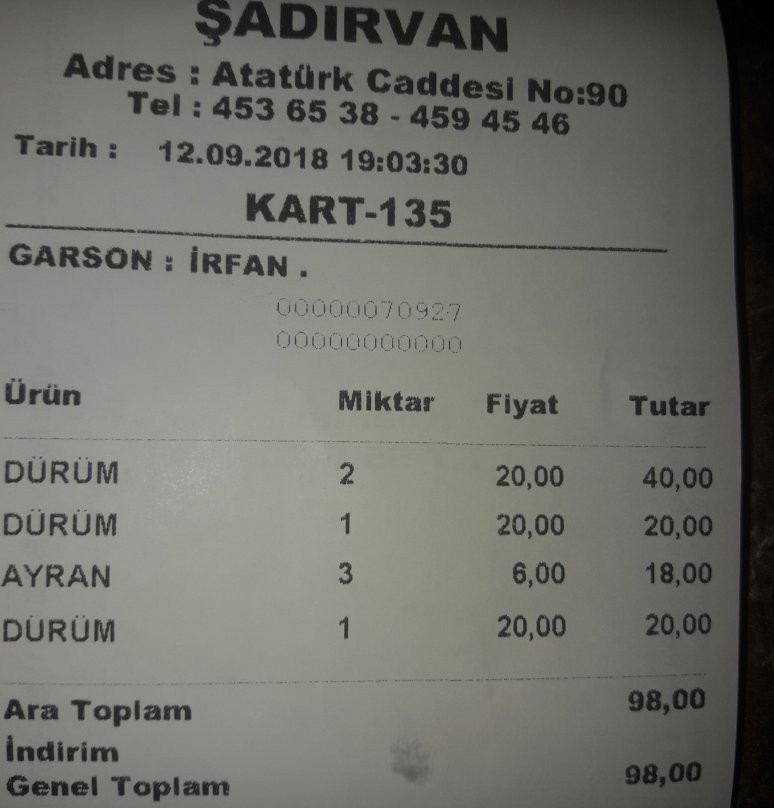 ŞADIRVAN
Adres : Atatürk Caddesi No:90
Tel : 453 65 38 - 459 45 46
Tarih : 12.09.2018 19:03:30
KART-135
GARSON : İRFAN .
00000070927
00000000000
Ürün Miktar Fiyat Tutar
DÜRÜM 2 20,00 40,00
DÜRÜM 1 20,00 20,00
AYRAN 3 6,00 18,00
DÜRÜM 1 20,00 20,00
Ara Toplam 98,00
İndirim
Genel Toplam 98,00